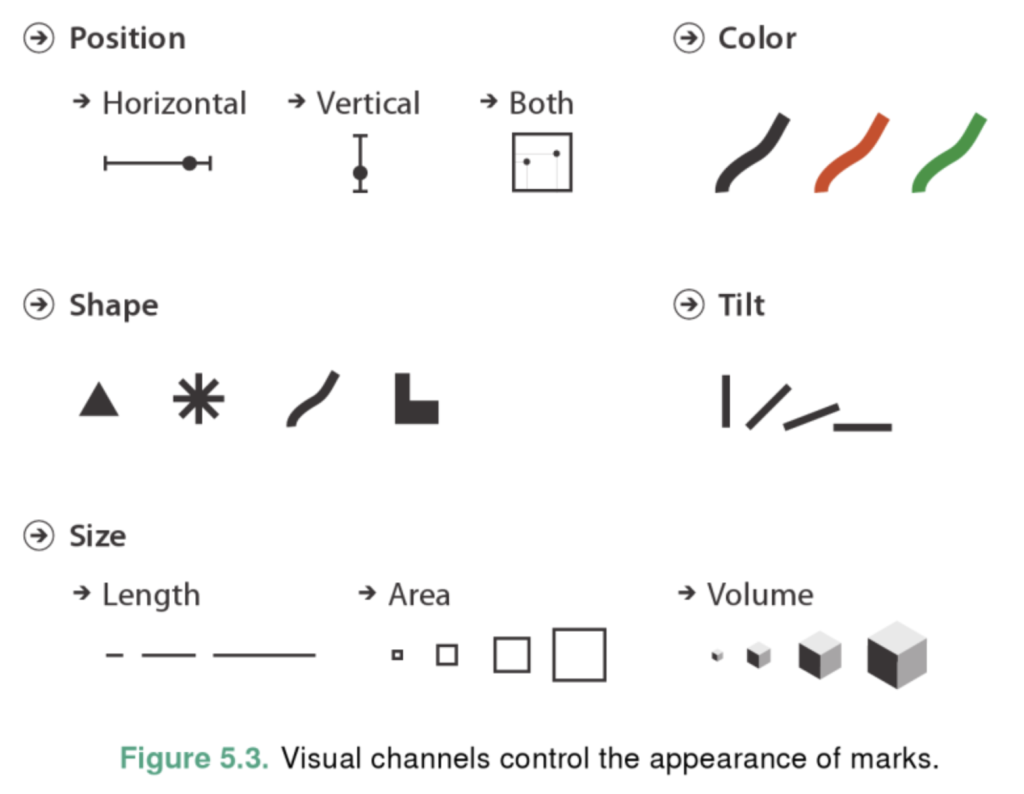 Position
Color
Horizontal
Vertical
Both
Shape
Tilt
Size
Length
Area
Volume
Figure 5.3. Visual channels control the appearance of marks.